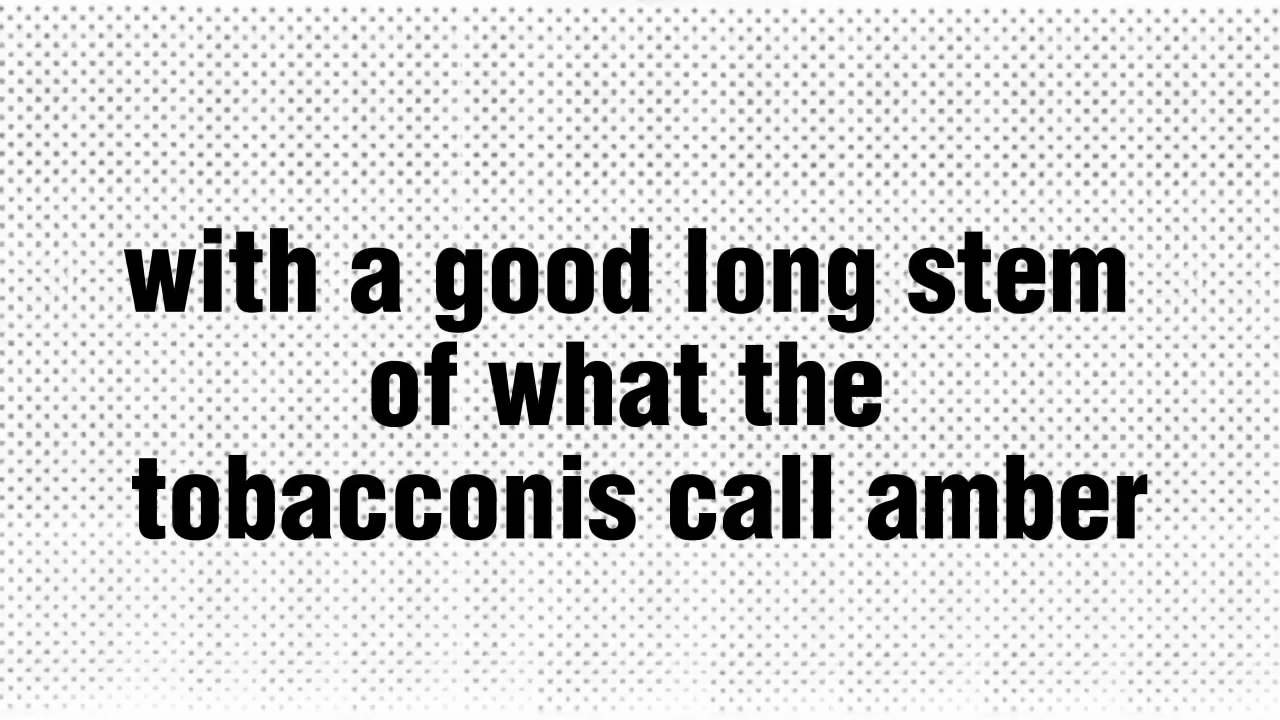 with a good long stem
of what the
tobacconis call amber